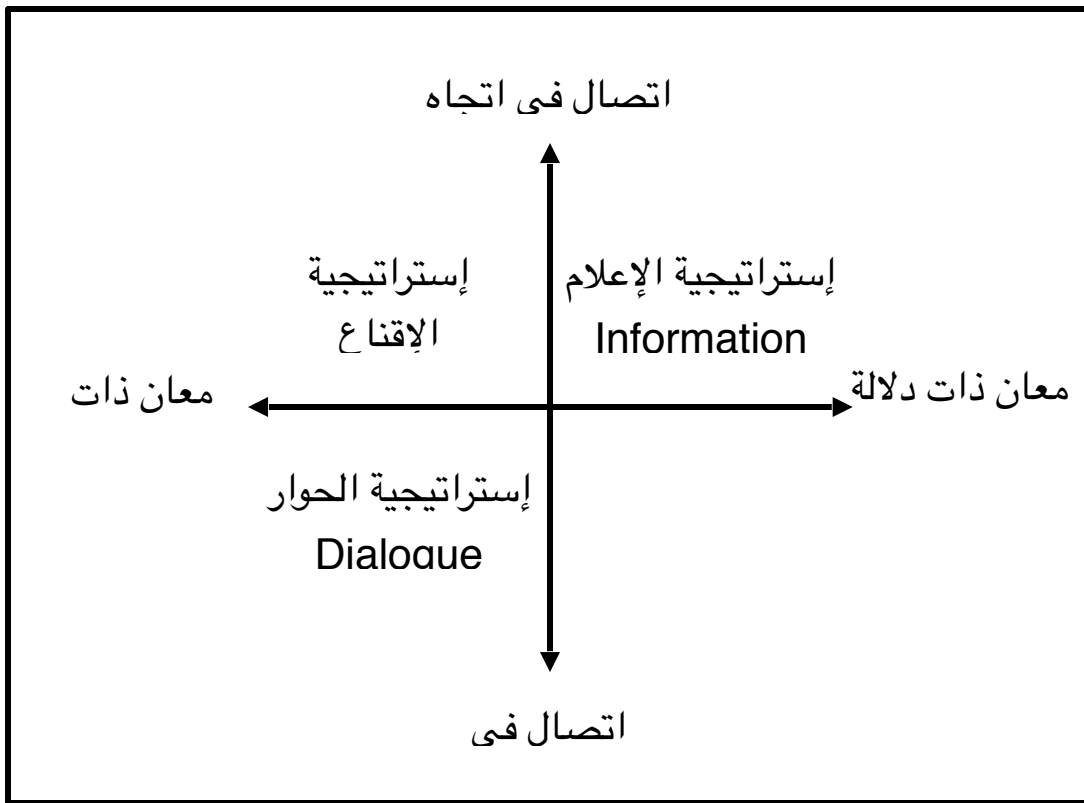 اتصال فى اتجاه
إستراتيجية الإعلام
Information
إستراتيجية
الإقناع
معان ذات دلالة
معان ذات
إستراتيجية الحوار
Dialogue
اتصال فى